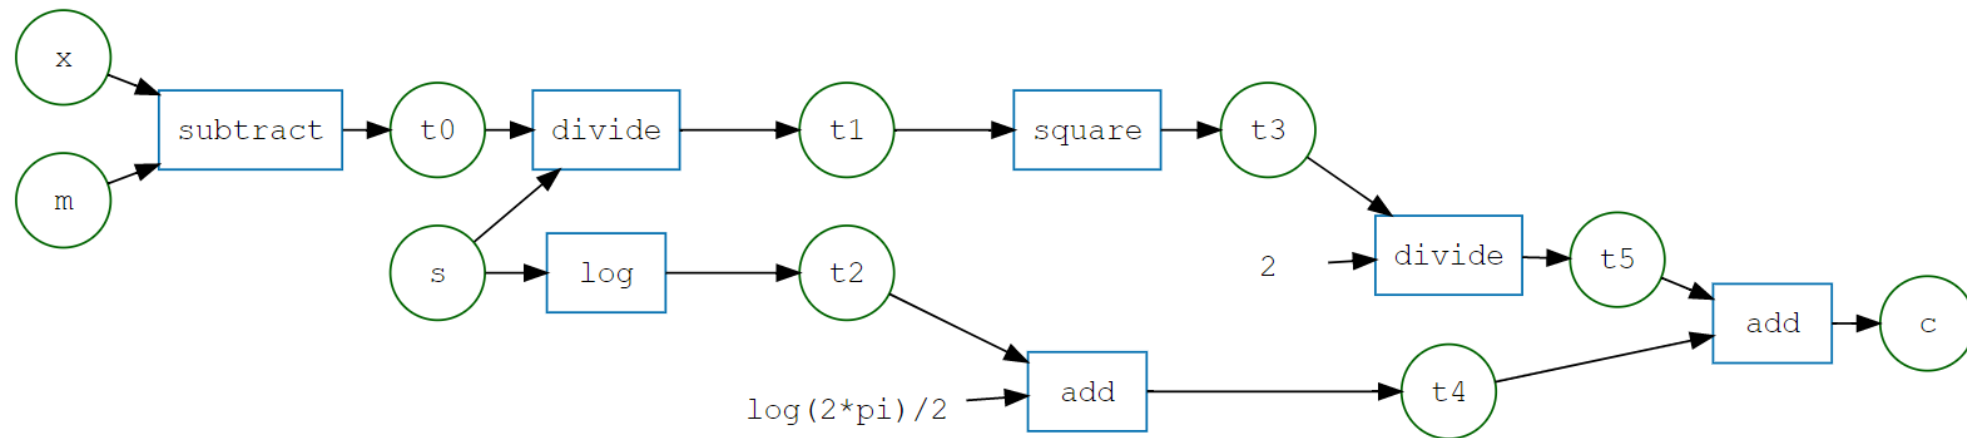 x
m
subtract
t0
divide
t1
square
t3
s
log
t2
2
divide
t5
log(2*pi)/2
add
t4
add
c